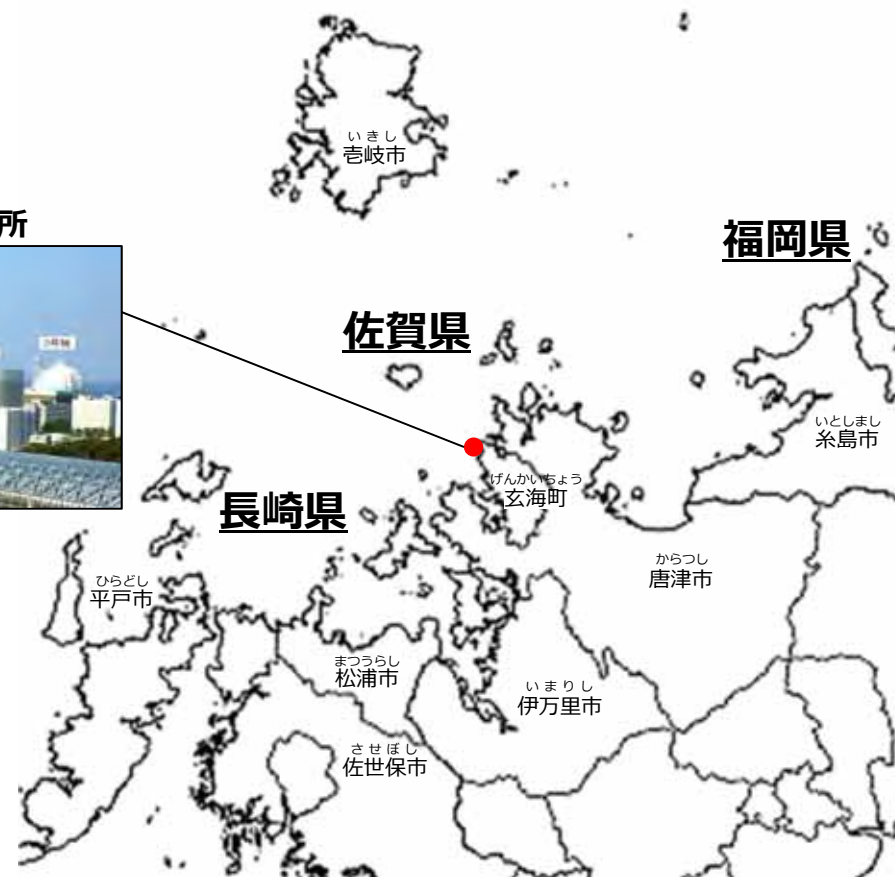 いきし
壱岐市
所
福岡県
佐賀県
いとしまし
糸島市
げんかいちょう
玄海町
長崎県
からつし
唐津市
ひらどし
平戸市
まつうらし
松浦市
いまりし
伊万里市
させぼし
佐世保市